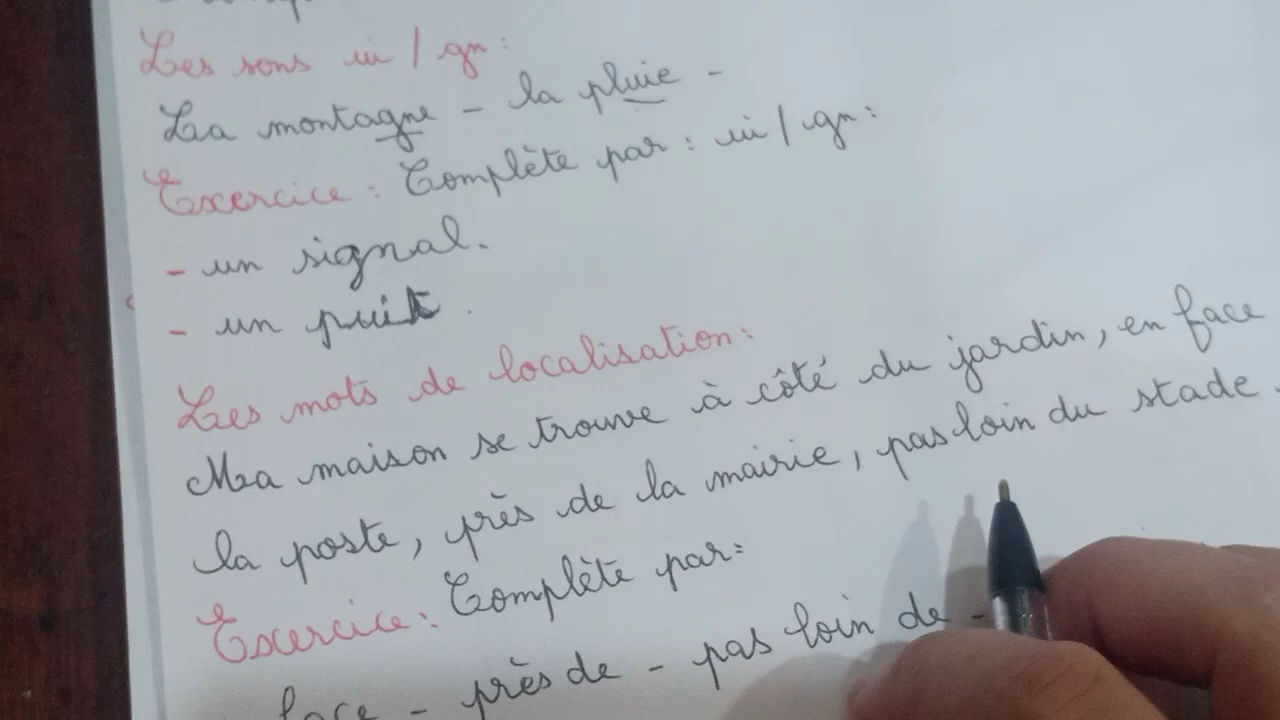 Les sons ui / gn :
La montagne - la pluie -
Exercice : Complète par : ui / gn :
- un signal.
- un puit .
Les mots de localisation :
Ma maison se trouve à côté du jardin, en face
la poste, près de la mairie, pas loin du stade.
Exercice : Complète par :
face - près de - pas loin de -